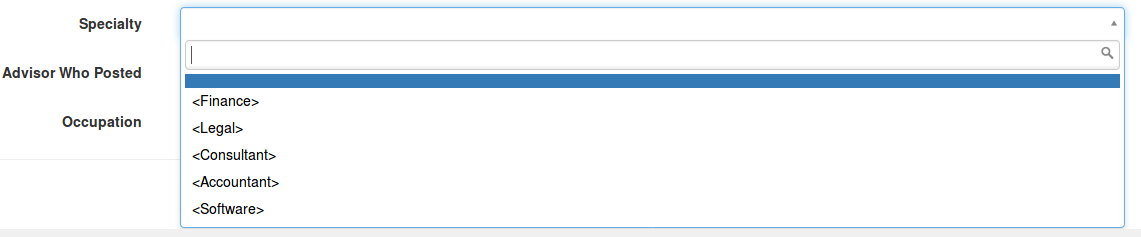 Specialty
Advisor Who Posted
Occupation
<Finance>
<Legal>
<Consultant>
<Accountant>
<Software>